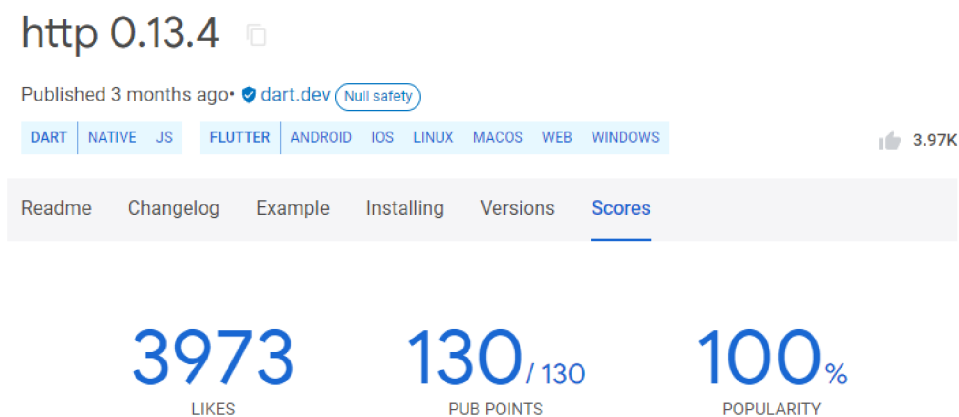 http 0.13.4
Published 3 months ago• dart.dev Null safety
DART NATIVE JS FLUTTER ANDROID IOS LINUX MACOS WEB WINDOWS 3.97K
Readme Changelog Example Installing Versions Scores
3973 130/ 130 100%
LIKES PUB POINTS POPULARITY